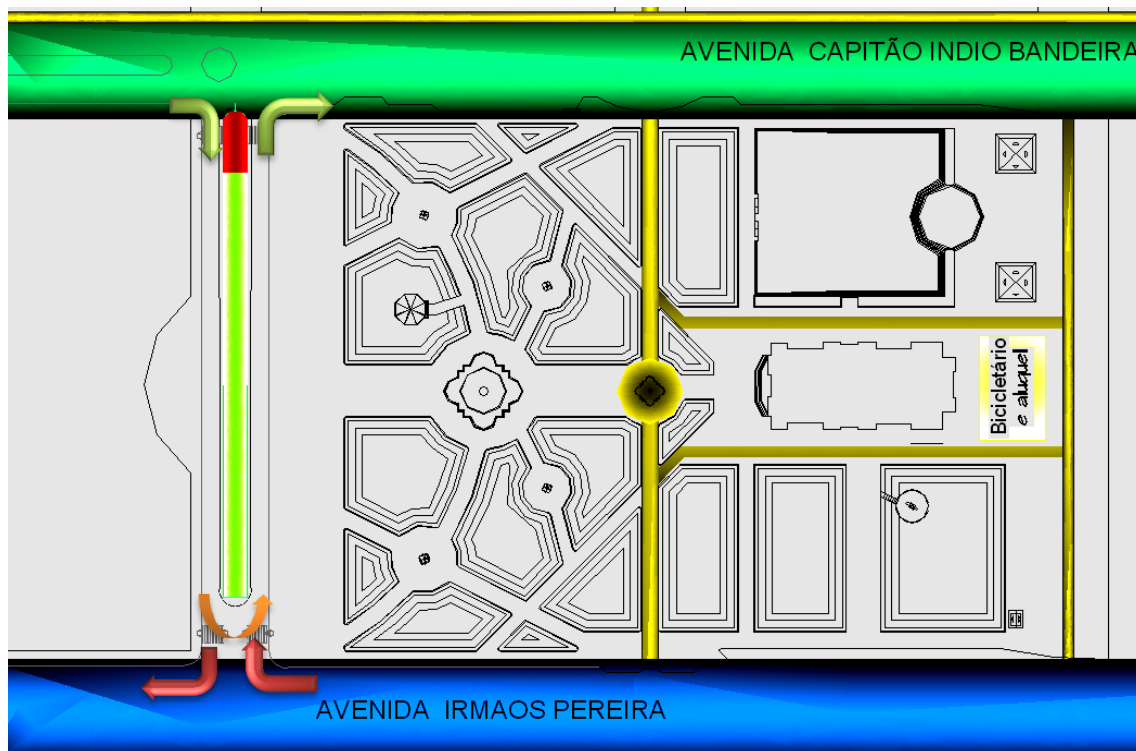 AVENIDA CAPITÃO INDIO BANDEIRA
Bicicletário
e aluguel
AVENIDA IRMAOS PEREIRA